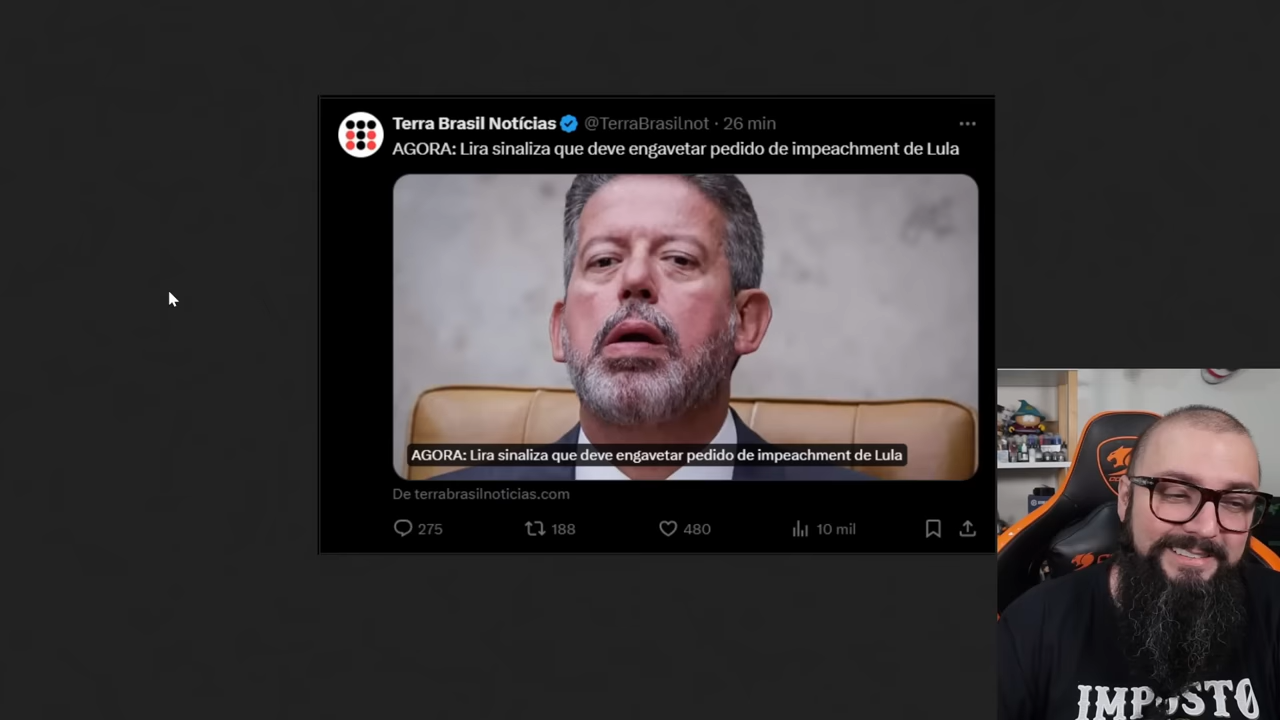 Terra Brasil Notícias @TerraBrasilnot · 26 min
AGORA: Lira sinaliza que deve engavetar pedido de impeachment de Lula
AGORA: Lira sinaliza que deve engavetar pedido de impeachment de Lula
De terrabrasilnoticias.com
275 188 480 10 mil
IMPOSTO